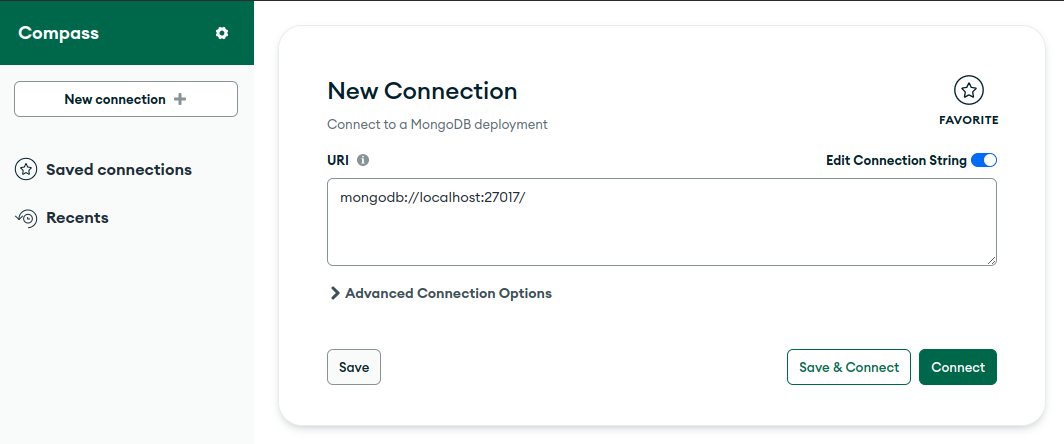 Compass
New connection
Saved connections
Recents
New Connection
Connect to a MongoDB deployment
FAVORITE
URI
Edit Connection String
mongodb://localhost:27017/
Advanced Connection Options
Save
Save & Connect
Connect